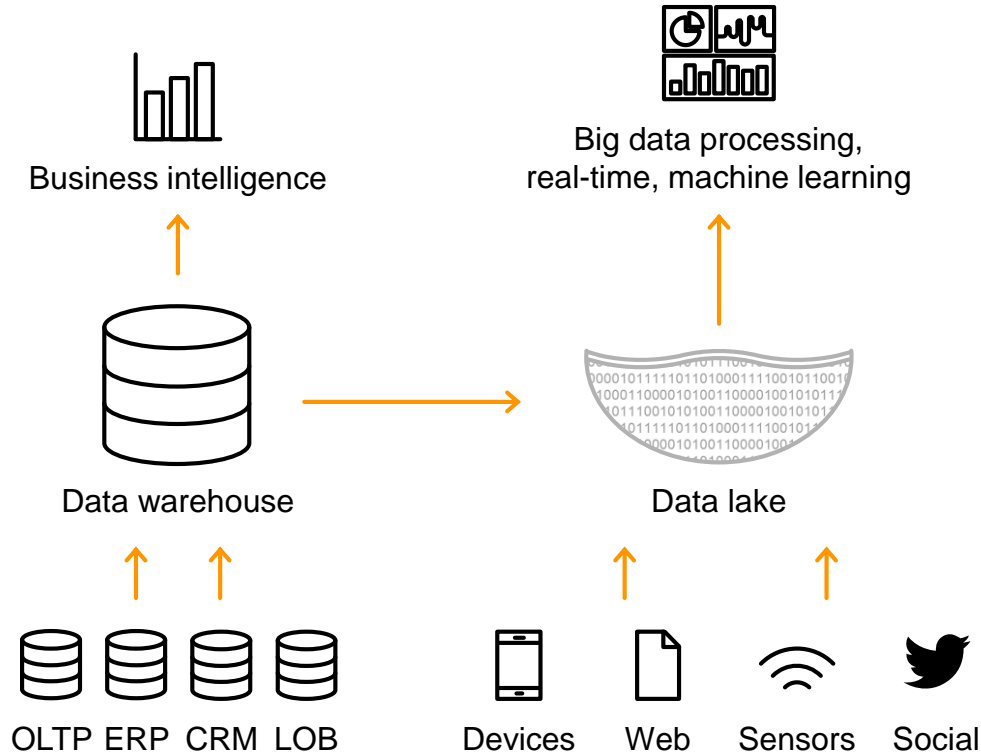 Business intelligence
Big data processing,
real-time, machine learning
000010111110110100011110010110010
Data warehouse
Data lake
OLTP ERP CRM LOB
Devices Web Sensors Social